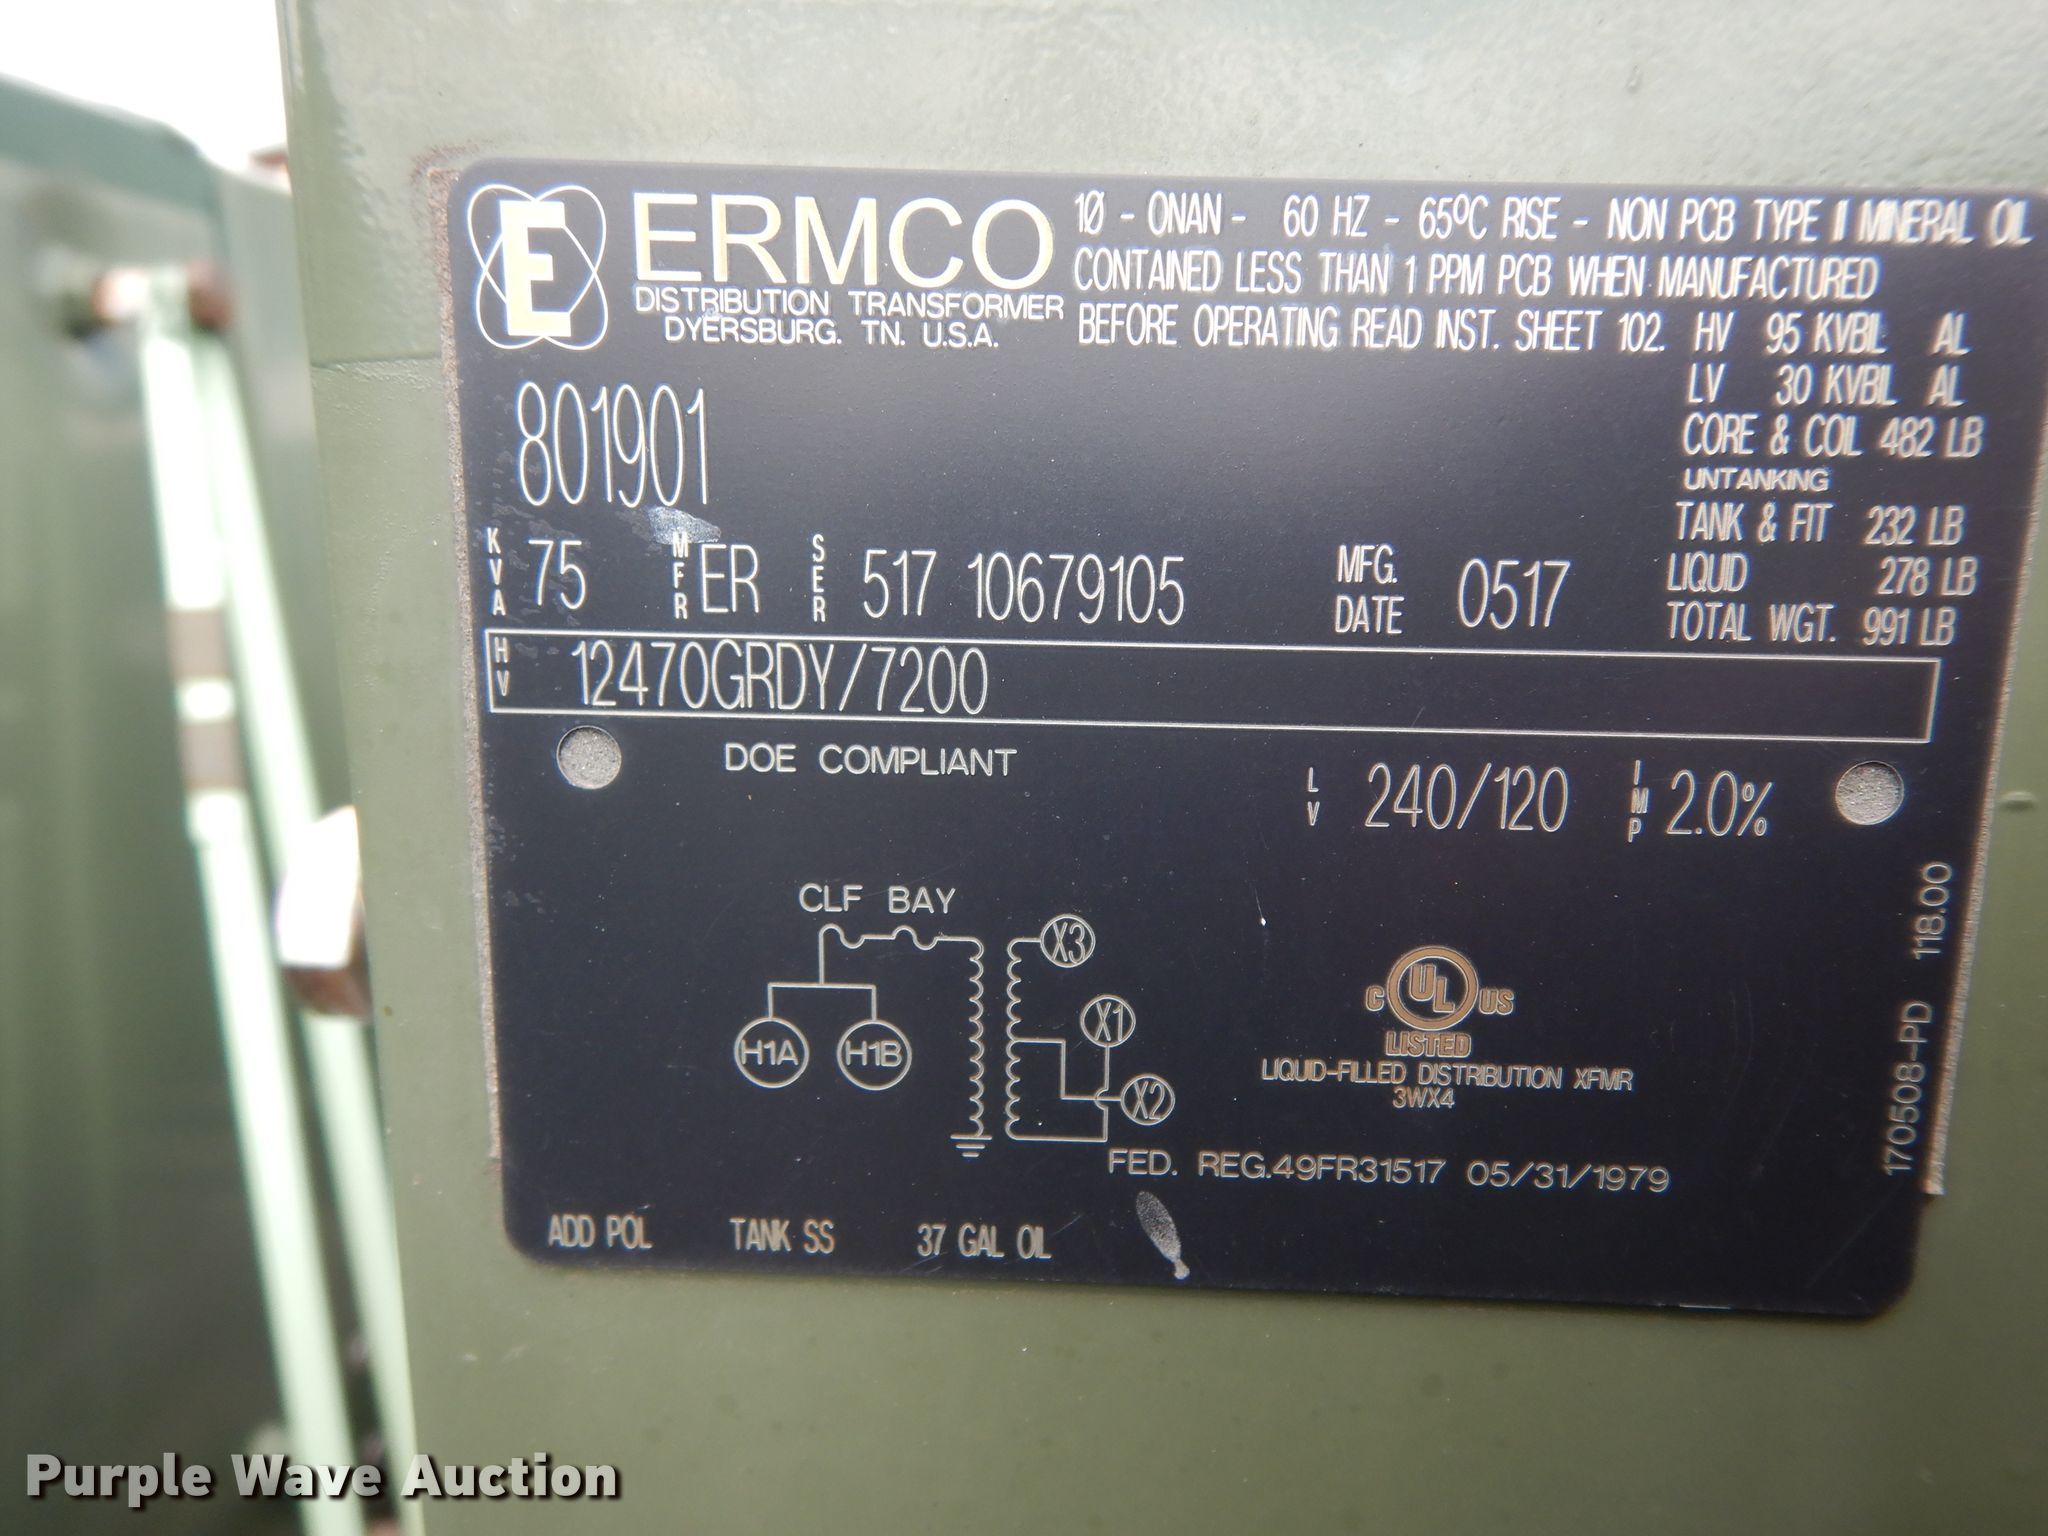 E ERMCO
DISTRIBUTION TRANSFORMER
DYERSBURG. TN. U.S.A.
1Ø - ONAN - 60 HZ - 65ºC RISE - NON PCB TYPE II MINERAL OIL
CONTAINED LESS THAN 1 PPM PCB WHEN MANUFACTURED
BEFORE OPERATING READ INST. SHEET 102. HV 95 KVBIL AL
LV 30 KVBIL AL
CORE & COIL 482 LB
UNTANKING
TANK & FIT 232 LB
LIQUID 278 LB
TOTAL WGT. 991 LB
801901
KVA 75 MFR ER SER 517 10679105 MFG. DATE 0517
HV 12470GRDY/7200
DOE COMPLIANT
LV 240/120 IMP 2.0%
CLF BAY
X3
X1
H1A H1B
X2
C UL US
LISTED
LIQUID-FILLED DISTRIBUTION XFMR
3WX4
FED. REG.49FR31517 05/31/1979
170508-PD 118.00
ADD POL TANK SS 37 GAL OIL
Purple Wave Auction